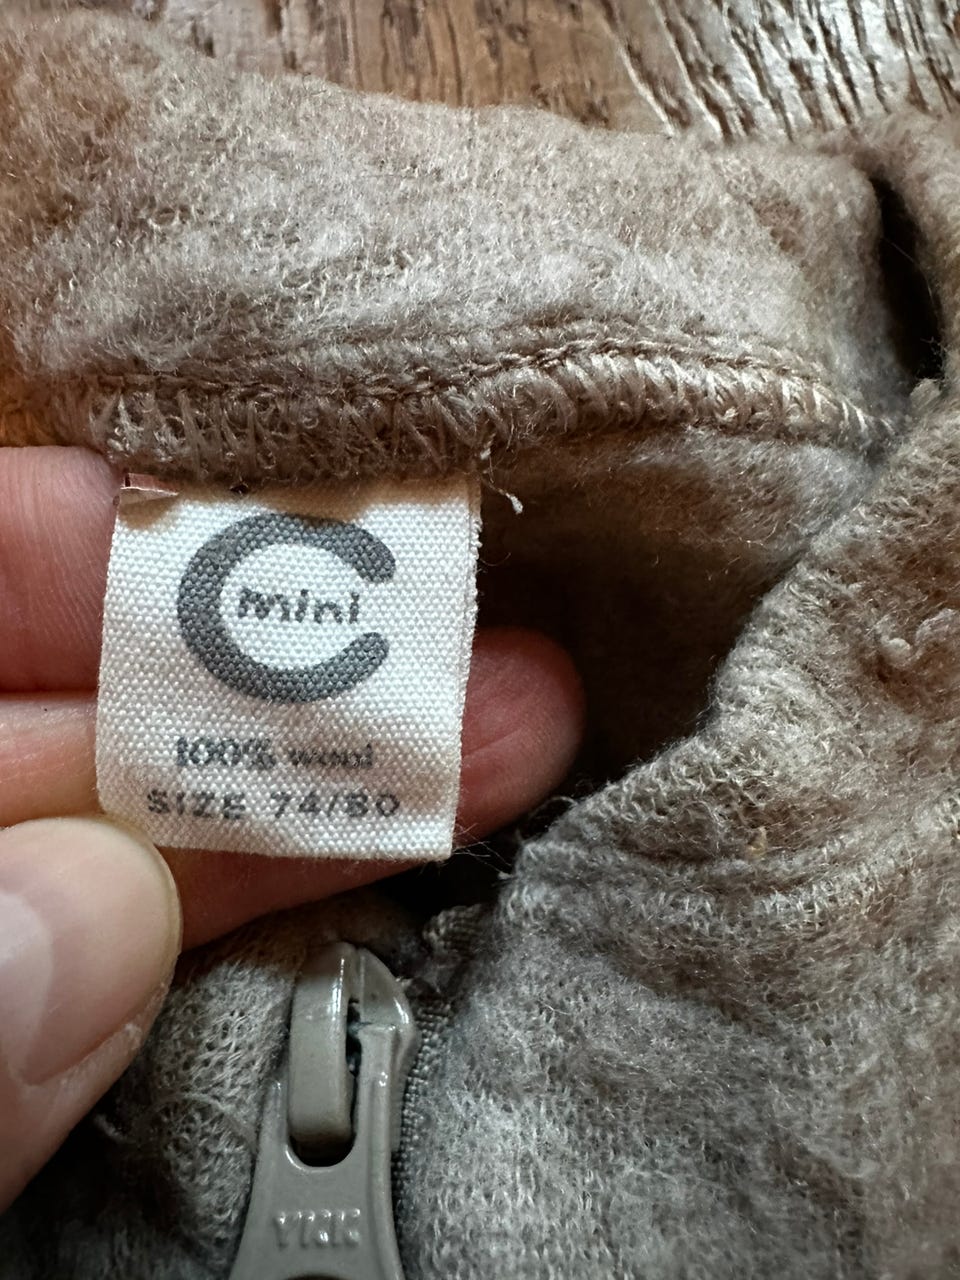 mini
100% wool
SIZE 74/80
YKK